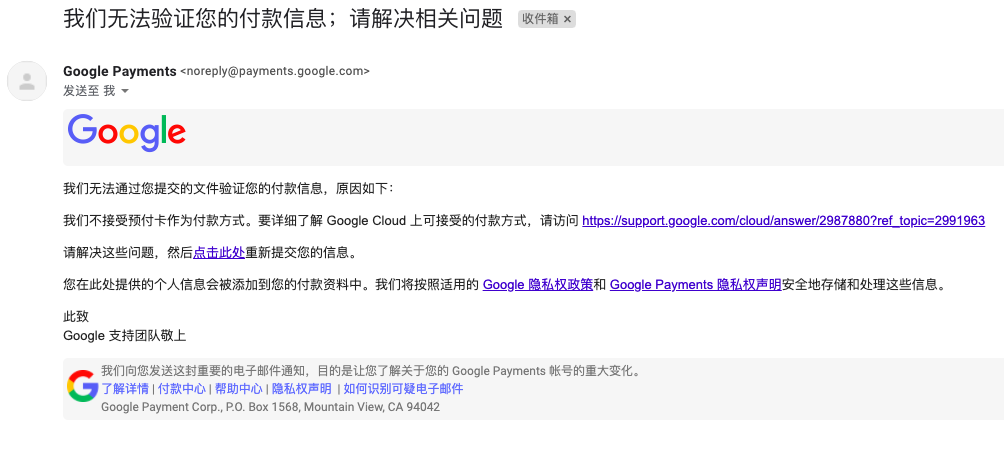 我们无法验证您的付款信息；请解决相关问题 收件箱 ×
Google Payments <noreply@payments.google.com>
发送至 我
Google
我们无法通过您提交的文件验证您的付款信息，原因如下：
我们不接受预付卡作为付款方式。要详细了解 Google Cloud 上可接受的付款方式，请访问 https://support.google.com/cloud/answer/2987880?ref_topic=2991963
请解决这些问题，然后点击此处重新提交您的信息。
您在此处提供的个人信息会被添加到您的付款资料中。我们将按照适用的 Google 隐私权政策和 Google Payments 隐私权声明安全地存储和处理这些信息。
此致
Google 支持团队敬上
G 我们向您发送这封重要的电子邮件通知，目的是让您了解关于您的 Google Payments 帐号的重大变化。
了解详情 | 付款中心 | 帮助中心 | 隐私权声明 | 如何识别可疑电子邮件
Google Payment Corp., P.O. Box 1568, Mountain View, CA 94042